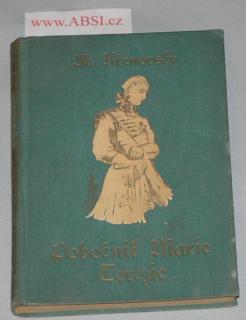 www.ABSI.cz
M. Křenovský
Pobočník Marie
Terezie